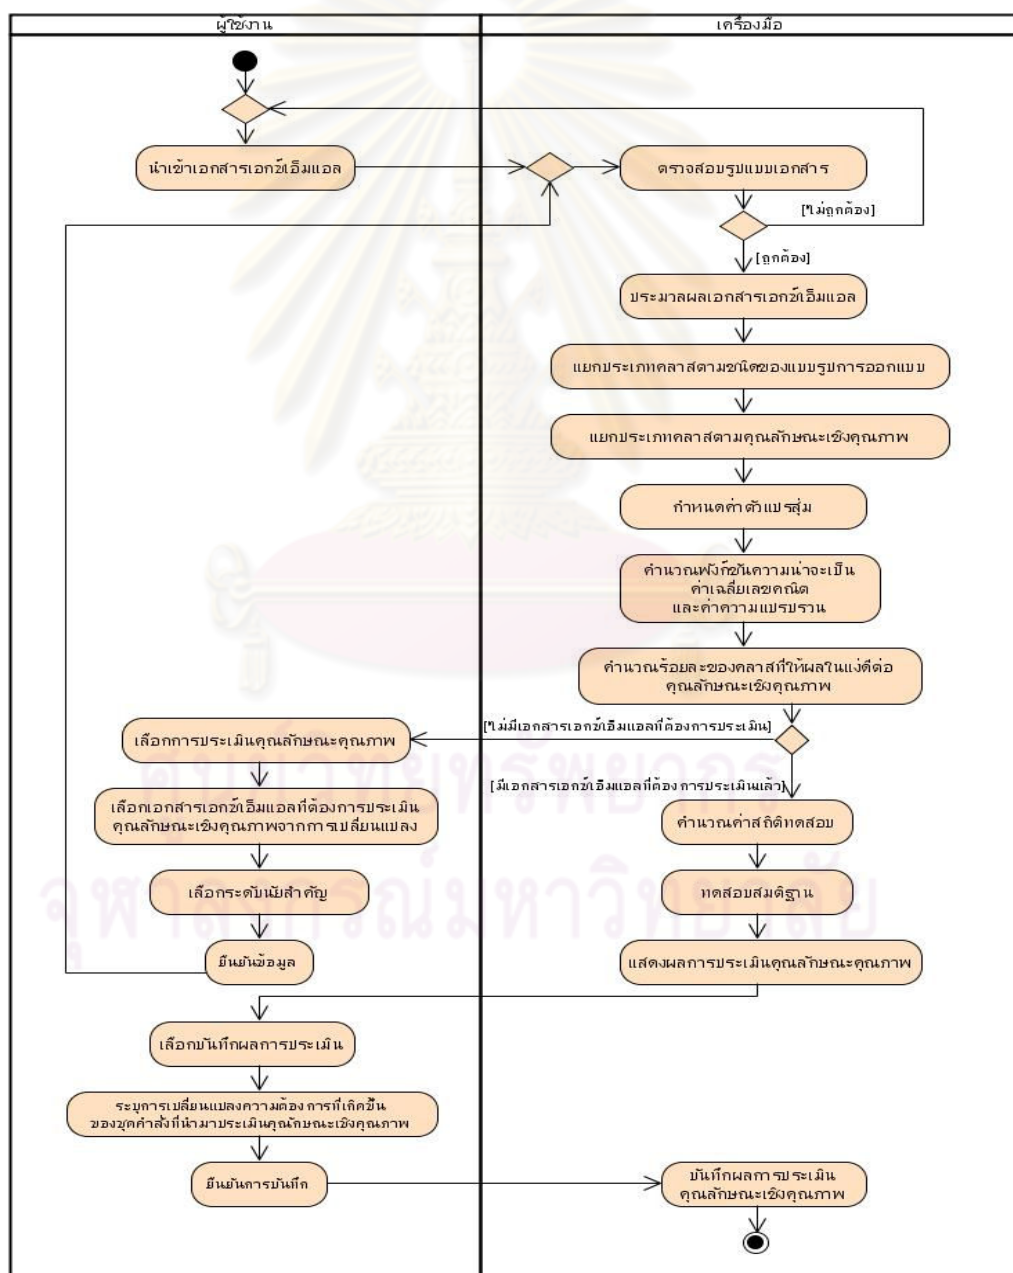 ผู้ใช้งาน
เครื่องมือ
นำเข้าเอกสารเอกซ์เอ็มแอล
ตรวจสอบรูปแบบเอกสาร
[ไม่ถูกต้อง]
[ถูกต้อง]
ประมวลผลเอกสารเอกซ์เอ็มแอล
แยกประเภทคลาสตามชนิดของแบบรูปการออกแบบ
แยกประเภทคลาสตามคุณลักษณะเชิงคุณภาพ
กำหนดค่าตัวแปรสุ่ม
คำนวณฟังก์ชันความน่าจะเป็น
ค่าเฉลี่ยเลขคณิต
และค่าความแปรปรวน
คำนวณร้อยละของคลาสที่ให้ผลในแง่ดีต่อ
คุณลักษณะเชิงคุณภาพ
[ไม่มีเอกสารเอกซ์เอ็มแอลที่ต้องการประเมิน]
เลือกการประเมินคุณลักษณะคุณภาพ
[มีเอกสารเอกซ์เอ็มแอลที่ต้องการประเมินแล้ว]
เลือกเอกสารเอกซ์เอ็มแอลที่ต้องการประเมิน
คุณลักษณะเชิงคุณภาพจากการเปลี่ยนแปลง
คำนวณค่าสถิติทดสอบ
เลือกระดับนัยสำคัญ
ทดสอบสมมติฐาน
ยืนยันข้อมูล
แสดงผลการประเมินคุณลักษณะคุณภาพ
เลือกบันทึกผลการประเมิน
ระบุการเปลี่ยนแปลงความต้องการที่เกิดขึ้น
ของชุดคำสั่งที่นำมาประเมินคุณลักษณะเชิงคุณภาพ
ยืนยันการบันทึก
บันทึกผลการประเมิน
คุณลักษณะเชิงคุณภาพ
ศูนย์วิทยทรัพยากร
จุฬาลงกรณ์มหาวิทยาลัย